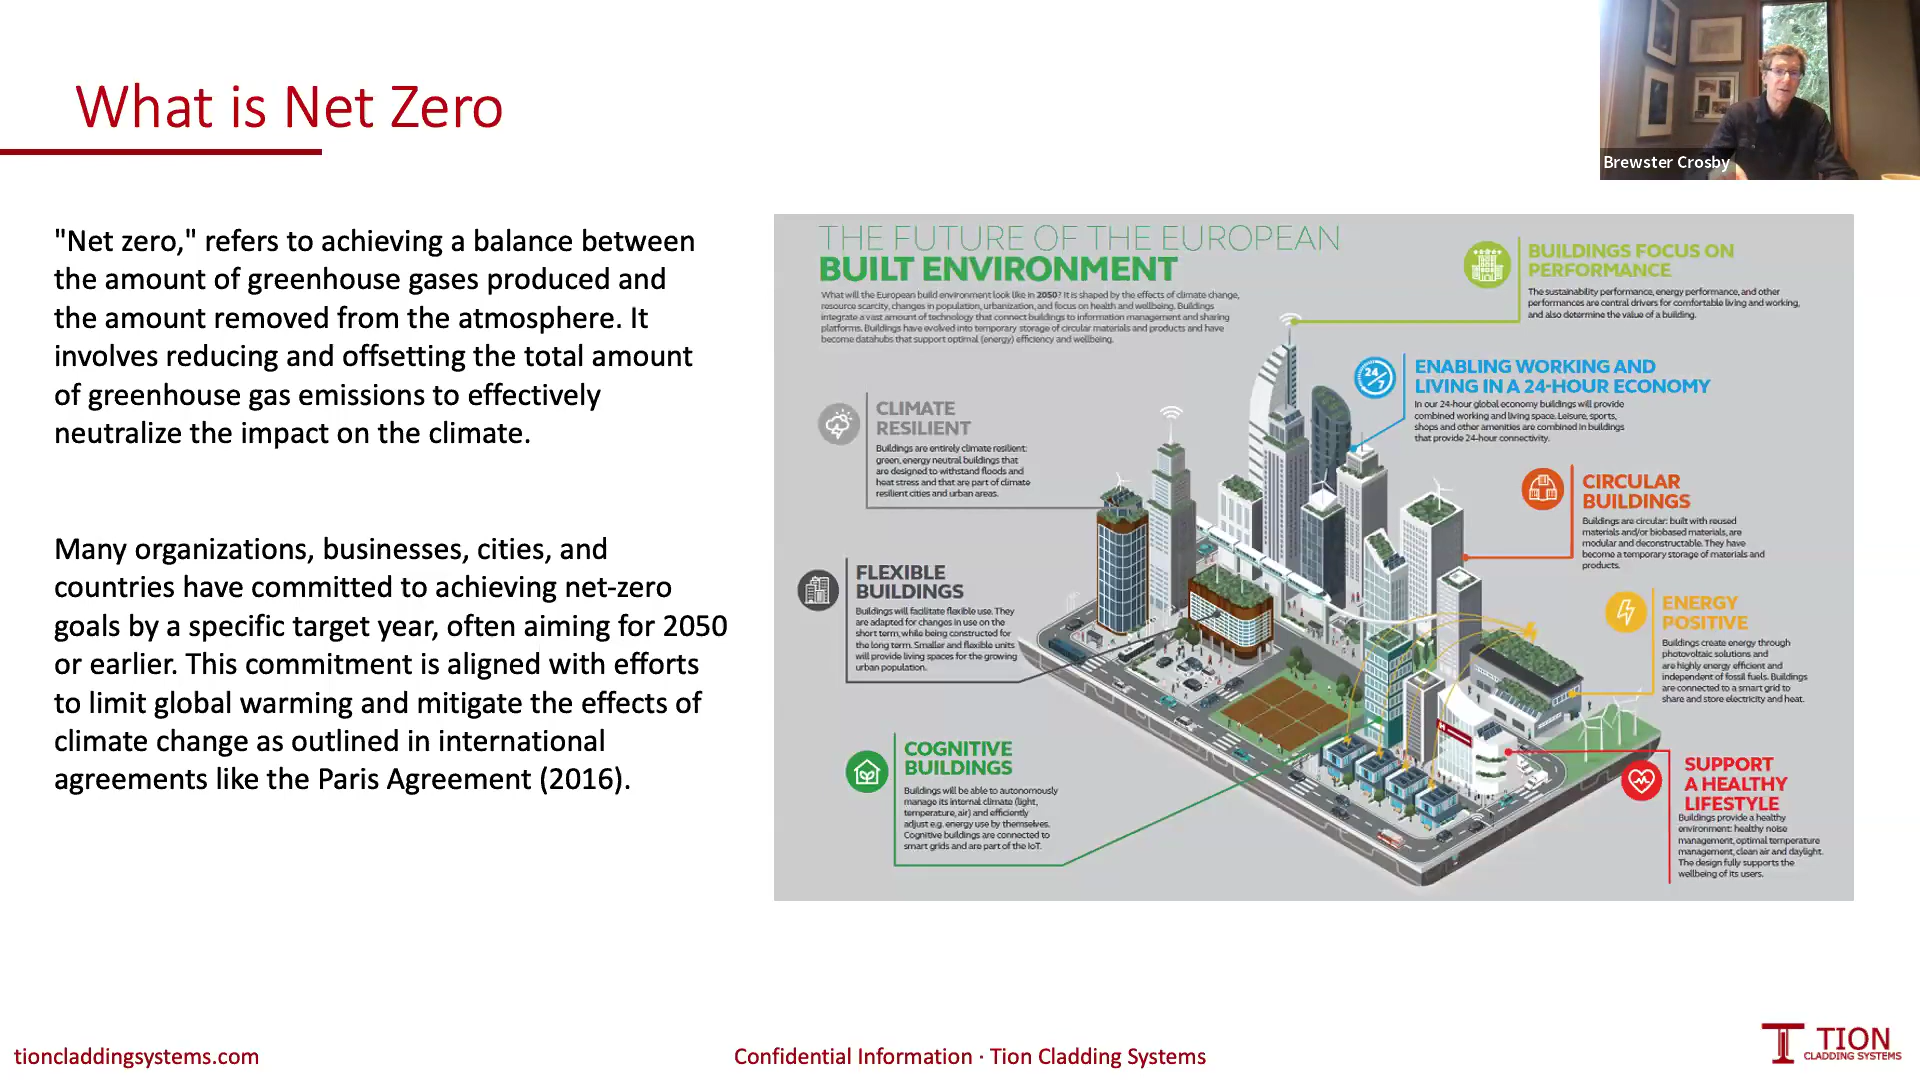 What is Net Zero
Brewster Crosby
"Net zero," refers to achieving a balance between
the amount of greenhouse gases produced and
the amount removed from the atmosphere. It
involves reducing and offsetting the total amount
of greenhouse gas emissions to effectively
neutralize the impact on the climate.
Many organizations, businesses, cities, and
countries have committed to achieving net-zero
goals by a specific target year, often aiming for 2050
or earlier. This commitment is aligned with efforts
to limit global warming and mitigate the effects of
climate change as outlined in international
agreements like the Paris Agreement (2016).
THE FUTURE OF THE EUROPEAN
BUILT ENVIRONMENT
What will the European build environment look like in 2050? It is shaped by the effects of climate change,
resource scarcity, changes in population, urbanization, and focus on health and wellbeing. Buildings
integrate a vast amount of technology that connect buildings to information management and sharing
platforms. Buildings have evolved into temporary storage of circular materials and products and have
become datahubs that support optimal (energy) efficiency and wellbeing.
BUILDINGS FOCUS ON
PERFORMANCE
The sustainability performance, energy performance, and other
performances are central drivers for comfortable living and working,
and also determine the value of a building.
24/7
ENABLING WORKING AND
LIVING IN A 24-HOUR ECONOMY
In our 24-hour global economy buildings will provide
combined working and living space. Leisure, sports,
shops and other amenities are combined in buildings
that provide 24-hour connectivity.
CLIMATE
RESILIENT
Buildings are entirely climate resilient:
green, energy neutral buildings that
are designed to withstand floods and
heat stress and that are part of climate
resilient cities and urban areas.
CIRCULAR
BUILDINGS
Buildings are circular: built with reused
materials and/or biobased materials, are
modular and deconstructable. They have
become a temporary storage of materials and
products.
FLEXIBLE
BUILDINGS
Buildings will facilitate flexible use. They
are adapted for changes in use on the
short term, while being constructed for
the long term. Smaller and flexible units
will provide living spaces for the growing
urban population.
ENERGY
POSITIVE
Buildings create energy through
photovoltaic solutions and
are highly energy efficient and
independent of fossil fuels. Buildings
are connected to a smart grid to
share and store electricity and heat.
COGNITIVE
BUILDINGS
Buildings will be able to autonomously
manage its internal climate (light,
temperature, air) and efficiently
adjust e.g. energy use by themselves.
Cognitive buildings are connected to
smart grids and are part of the IoT.
SUPPORT
A HEALTHY
LIFESTYLE
Buildings provide a healthy
environment: healthy noise
management, optimal temperature
management, clean air and daylight.
The design fully supports the
wellbeing of its users.
tioncladdingsystems.com
Confidential Information · Tion Cladding Systems
TION
CLADDING SYSTEMS